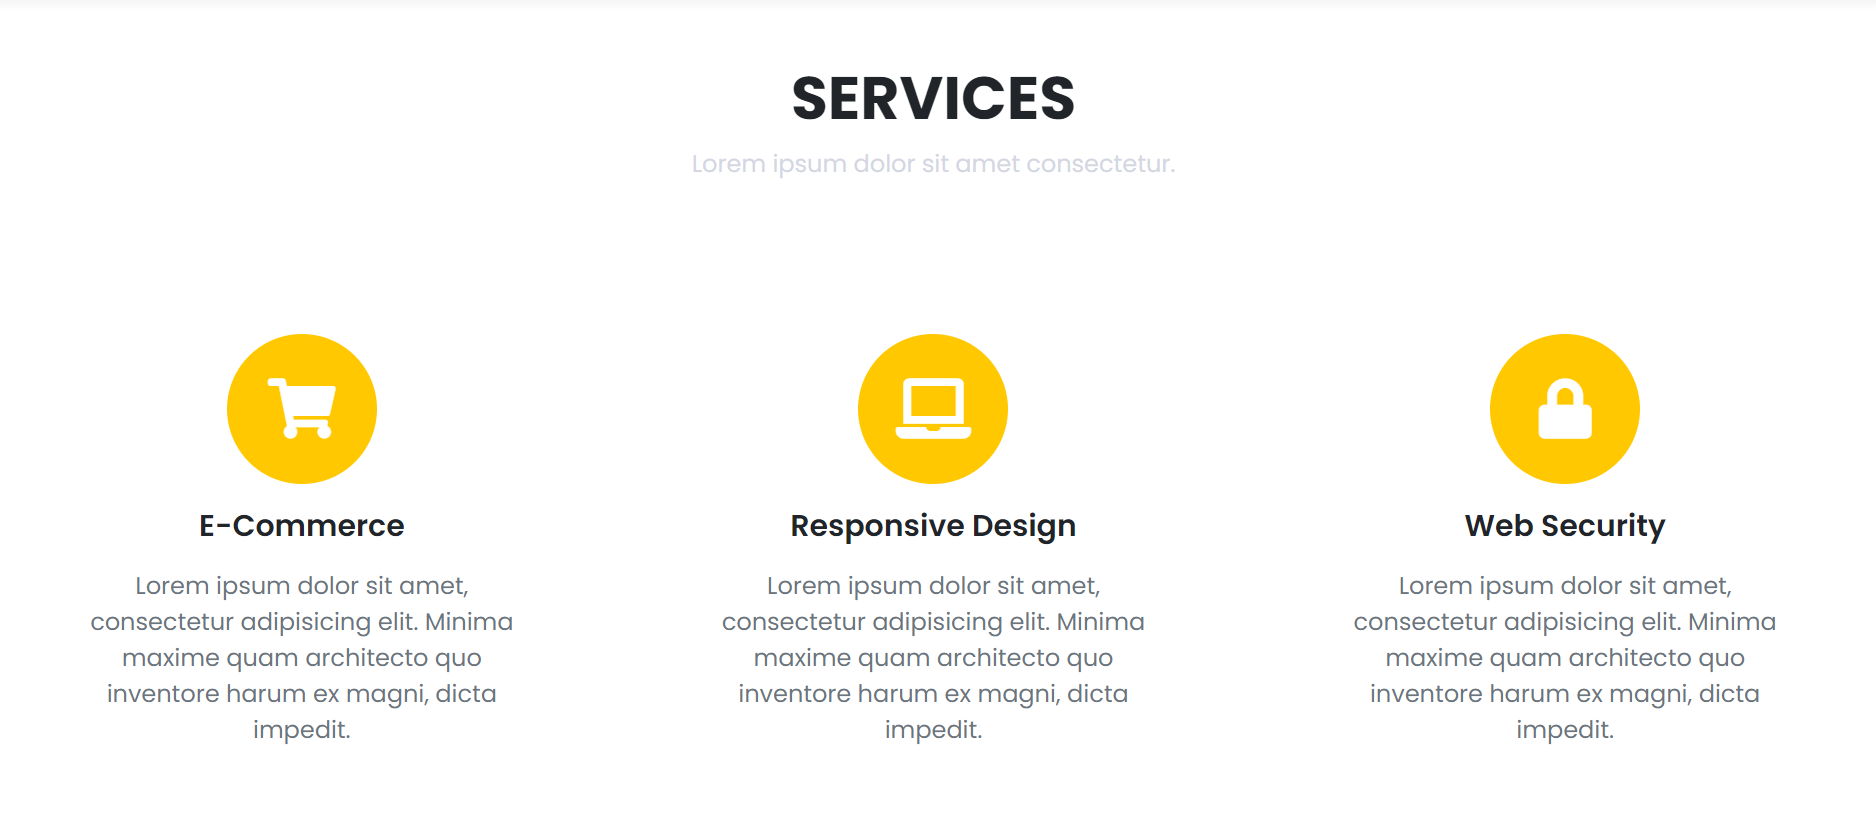 SERVICES
Lorem ipsum dolor sit amet consectetur.
E-Commerce
Lorem ipsum dolor sit amet,
consectetur adipisicing elit. Minima
maxime quam architecto quo
inventore harum ex magni, dicta
impedit.
Responsive Design
Lorem ipsum dolor sit amet,
consectetur adipisicing elit. Minima
maxime quam architecto quo
inventore harum ex magni, dicta
impedit.
Web Security
Lorem ipsum dolor sit amet,
consectetur adipisicing elit. Minima
maxime quam architecto quo
inventore harum ex magni, dicta
impedit.